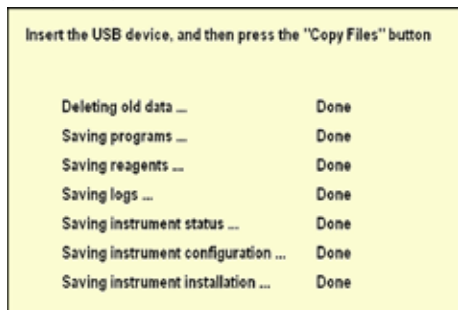 Insert the USB device, and then press the "Copy Files" button
Deleting old data ... Done
Saving programs ... Done
Saving reagents ... Done
Saving logs ... Done
Saving instrument status ... Done
Saving instrument configuration ... Done
Saving instrument installation ... Done